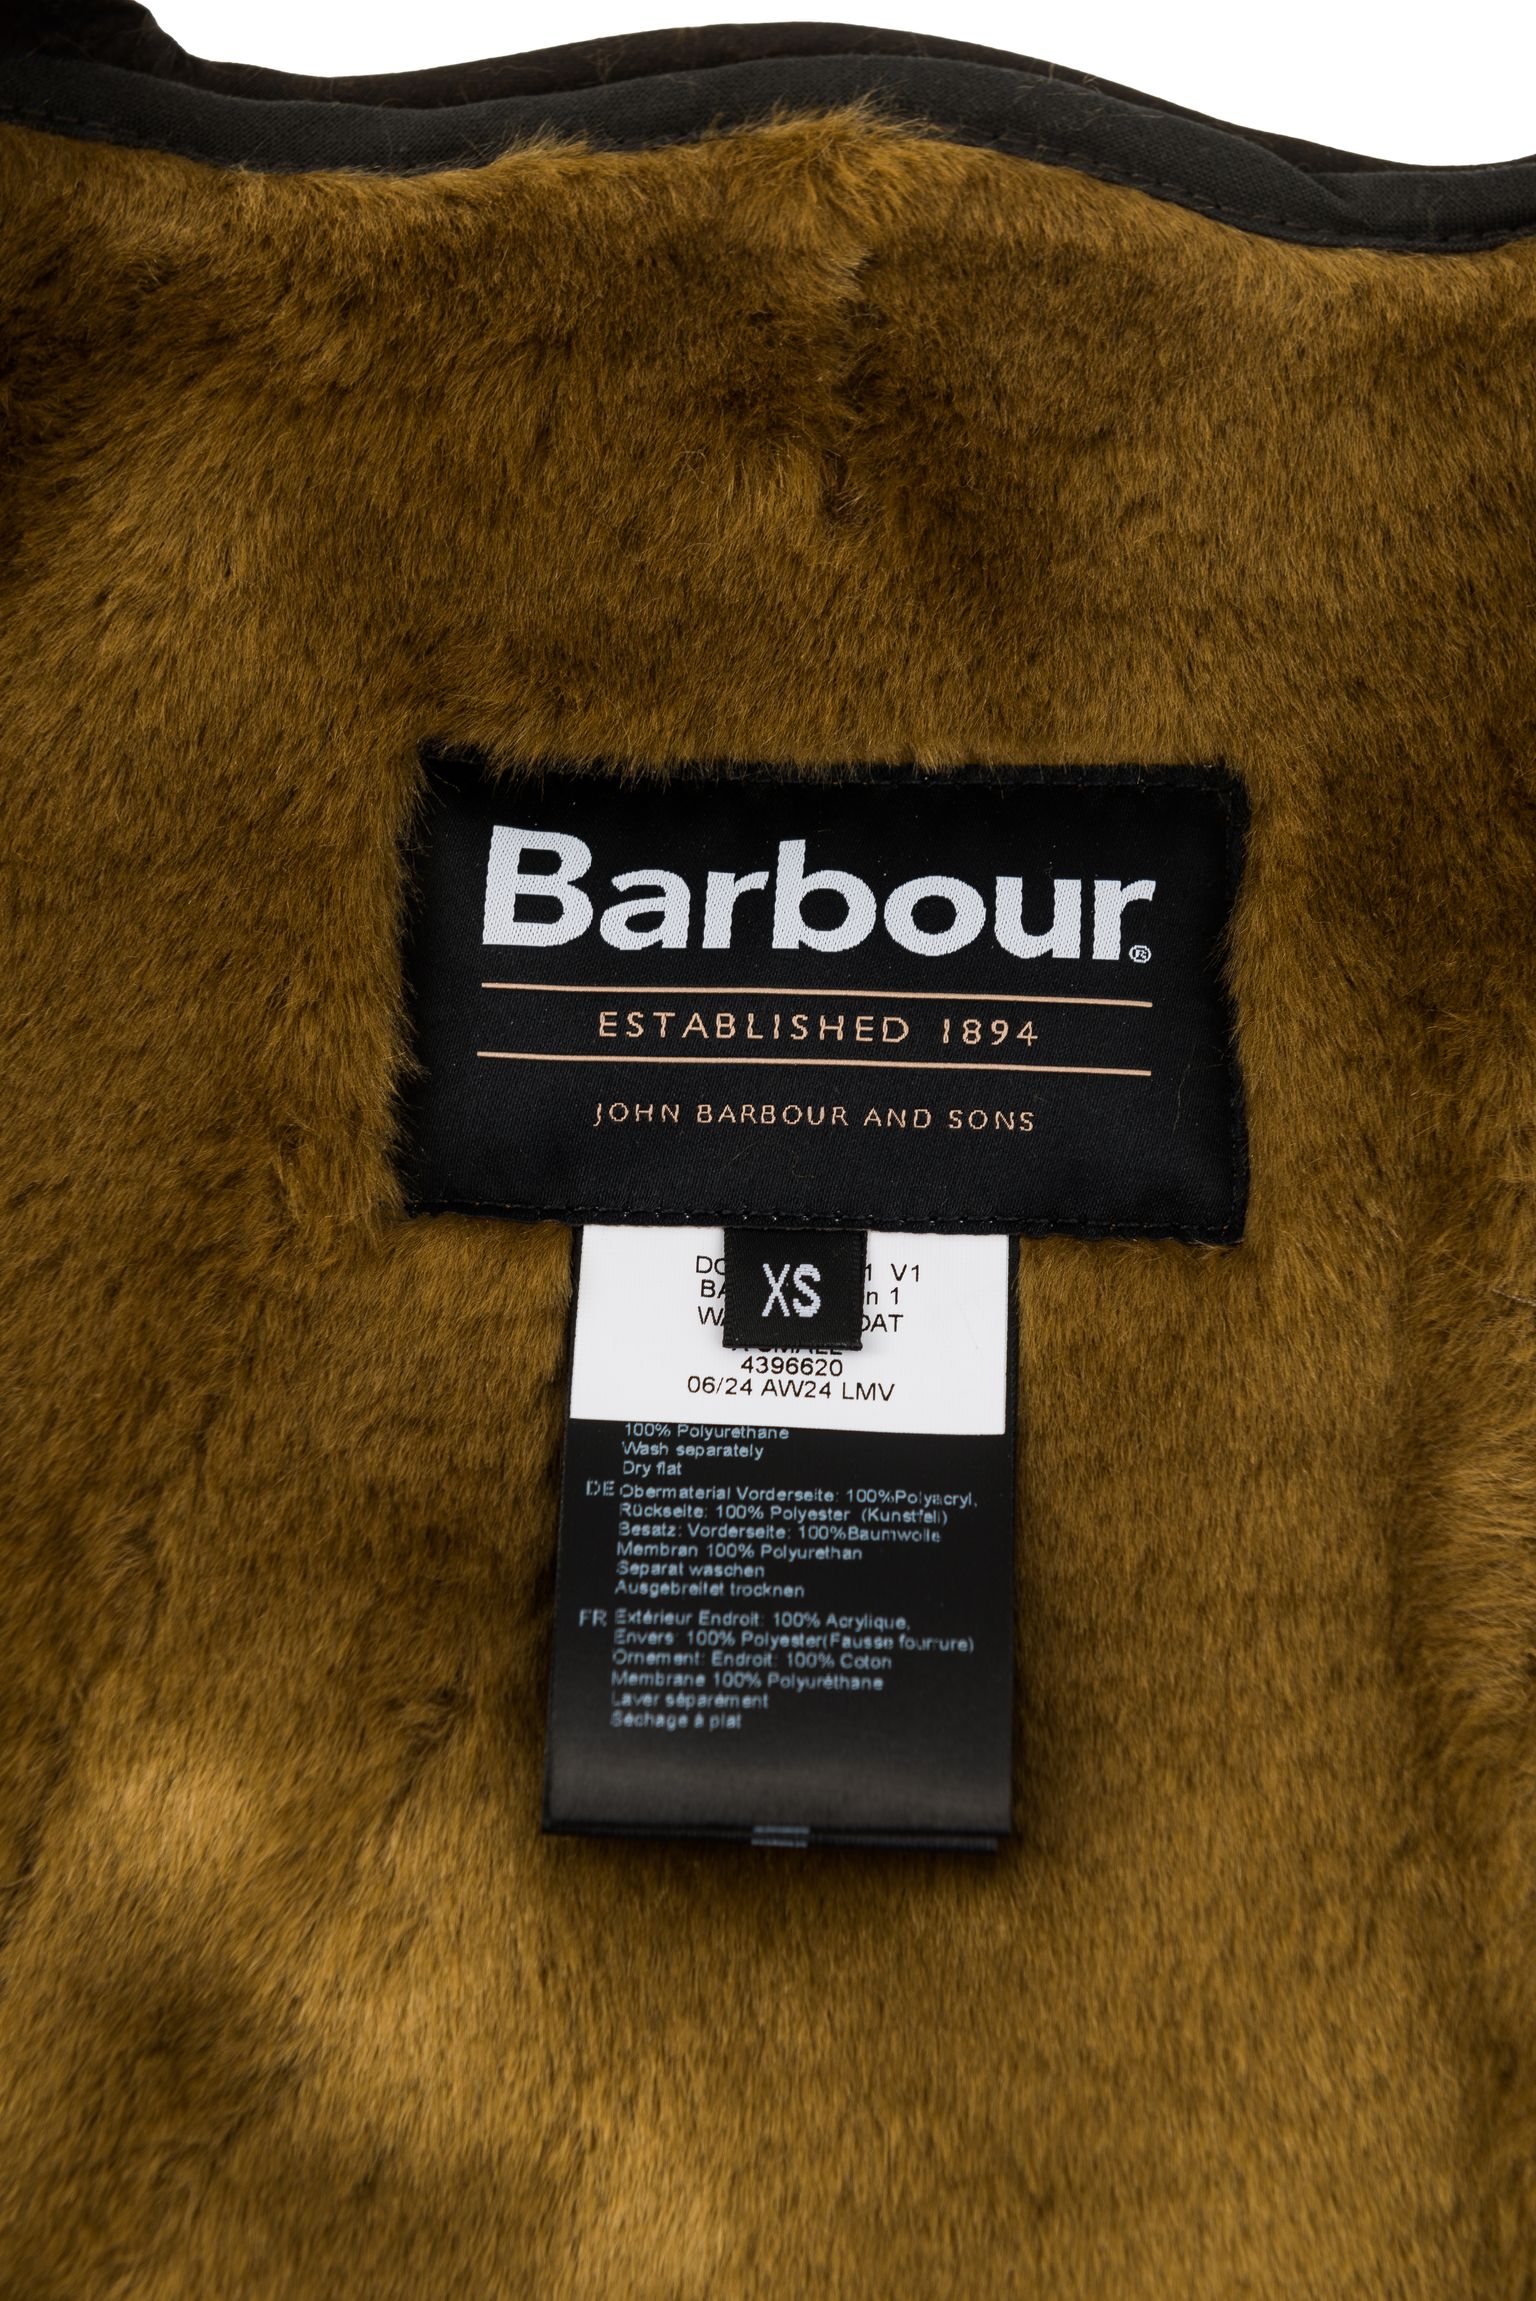 Barbour®
ESTABLISHED 1894
JOHN BARBOUR AND SONS
XS
V1
1
4396620
06/24 AW24 LMV
100% Polyurethane
Wash separately
Dry flat
DE Obermaterial Vorderseite: 100%Polyacryl,
Rückseite: 100% Polyester (Kunstfell)
Besatz: Vorderseite: 100%Baumwolle
Membran 100% Polyurethan
Separat waschen
Ausgebreitet trocknen
FR Extérieur Endroit: 100% Acrylique,
Envers: 100% Polyester(Fausse fourrure)
Ornement: Endroit: 100% Coton
Membrane 100% Polyuréthane
Laver séparément
Séchage à plat